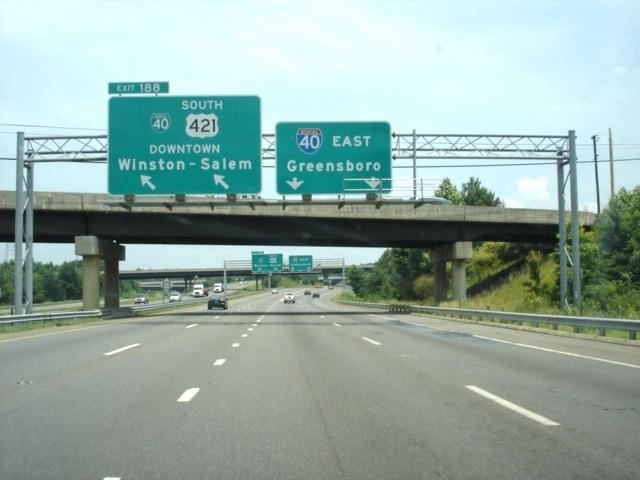 EXIT 188
SOUTH
40 421
DOWNTOWN
Winston-Salem
40 EAST
Greensboro